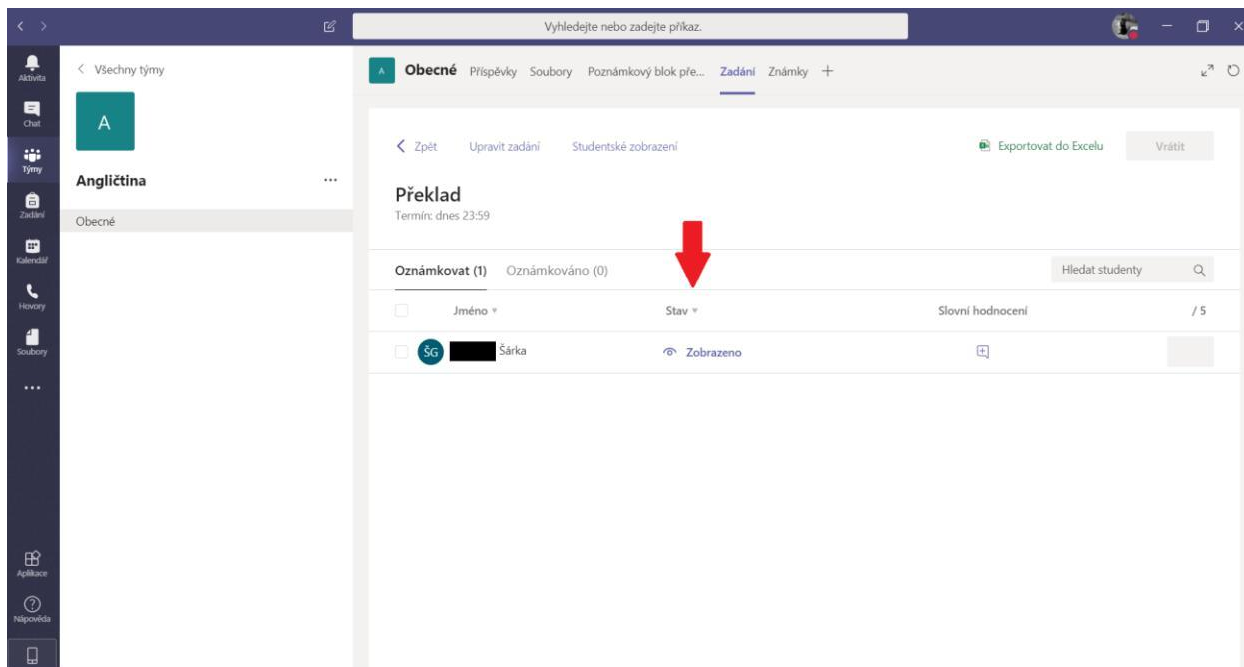 Vyhledejte nebo zadejte příkaz.
Aktivita
Chat
Týmy
Zadání
Kalendář
Hovory
Soubory
Aplikace
Nápověda
Všechny týmy
A
Angličtina
Obecné
A Obecné Příspěvky Soubory Poznámkový blok pře... Zadání Známky
Zpět Upravit zadání Studentské zobrazení Exportovat do Excelu Vrátit
Překlad
Termín: dnes 23:59
Oznámkovat (1) Oznámkováno (0) Hledat studenty
Jméno Stav Slovní hodnocení / 5
ŠG Šárka Zobrazeno